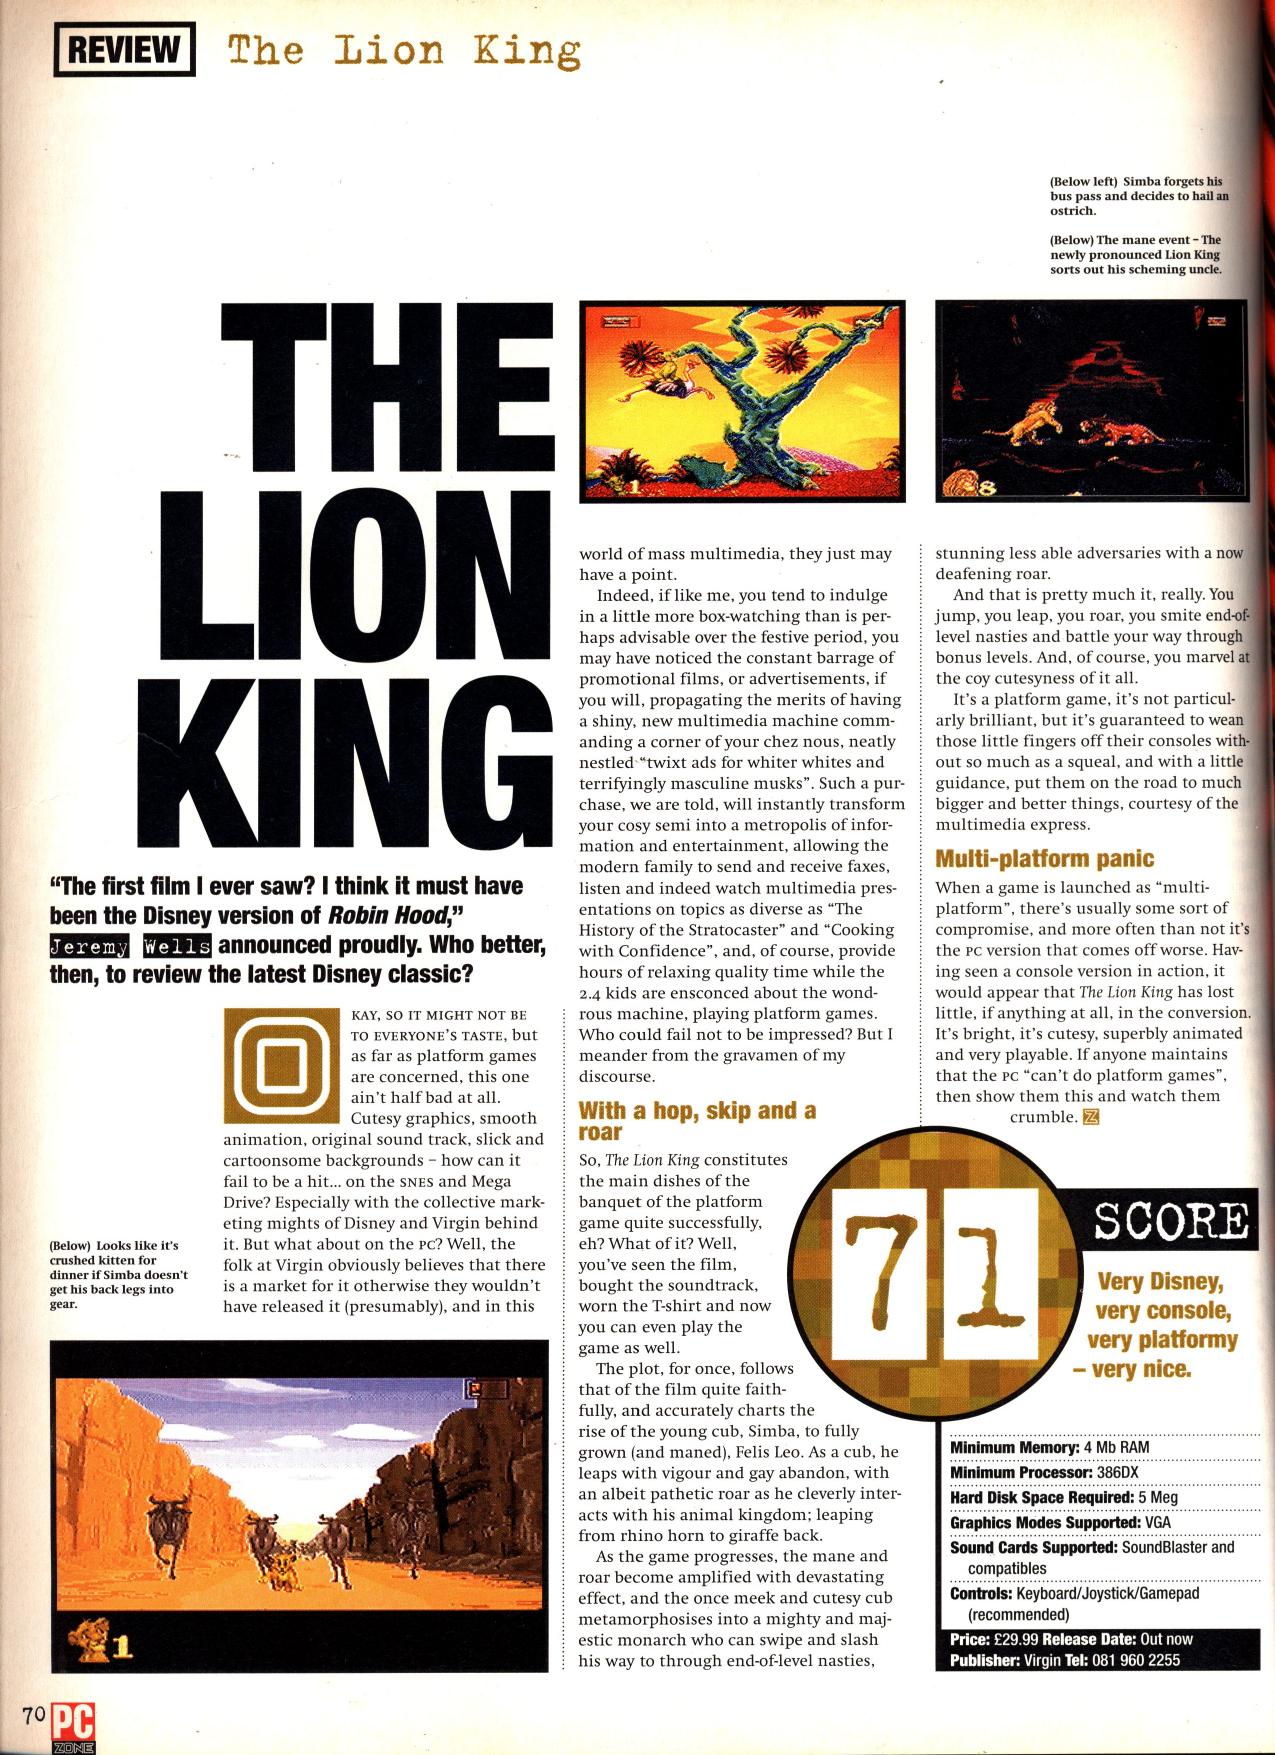 REVIEW The Lion King
(Below left) Simba forgets his
bus pass and decides to hail an
ostrich.
(Below) The mane event – The
newly pronounced Lion King
sorts out his scheming uncle.
THE
LION
KING
“The first film I ever saw? I think it must have
been the Disney version of Robin Hood,”
Jeremy Wells announced proudly. Who better,
then, to review the latest Disney classic?
OKAY, SO IT MIGHT NOT BE
TO EVERYONE'S TASTE, but
as far as platform games
are concerned, this one
ain't half bad at all.
Cutesy graphics, smooth
animation, original sound track, slick and
cartoonsome backgrounds – how can it
fail to be a hit... on the SNES and Mega
Drive? Especially with the collective mark-
eting mights of Disney and Virgin behind
it. But what about on the PC? Well, the
folk at Virgin obviously believes that there
is a market for it otherwise they wouldn't
have released it (presumably), and in this
(Below) Looks like it's
crushed kitten for
dinner if Simba doesn't
get his back legs into
gear.
1
1
8
world of mass multimedia, they just may
have a point.
Indeed, if like me, you tend to indulge
in a little more box-watching than is per-
haps advisable over the festive period, you
may have noticed the constant barrage of
promotional films, or advertisements, if
you will, propagating the merits of having
a shiny, new multimedia machine comm-
anding a corner of your chez nous, neatly
nestled “twixt ads for whiter whites and
terrifyingly masculine musks”. Such a pur-
chase, we are told, will instantly transform
your cosy semi into a metropolis of infor-
mation and entertainment, allowing the
modern family to send and receive faxes,
listen and indeed watch multimedia pres-
entations on topics as diverse as “The
History of the Stratocaster” and “Cooking
with Confidence”, and, of course, provide
hours of relaxing quality time while the
2.4 kids are ensconced about the wond-
rous machine, playing platform games.
Who could fail not to be impressed? But I
meander from the gravamen of my
discourse.
With a hop, skip and a
roar
So, The Lion King constitutes
the main dishes of the
banquet of the platform
game quite successfully,
eh? What of it? Well,
you've seen the film,
bought the soundtrack,
worn the T-shirt and now
you can even play the
game as well.
The plot, for once, follows
that of the film quite faith-
fully, and accurately charts the
rise of the young cub, Simba, to fully
grown (and maned), Felis Leo. As a cub, he
leaps with vigour and gay abandon, with
an albeit pathetic roar as he cleverly inter-
acts with his animal kingdom; leaping
from rhino horn to giraffe back.
As the game progresses, the mane and
roar become amplified with devastating
effect, and the once meek and cutesy cub
metamorphosises into a mighty and maj-
estic monarch who can swipe and slash
his way to through end-of-level nasties,
stunning less able adversaries with a now
deafening roar.
And that is pretty much it, really. You
jump, you leap, you roar, you smite end-of-
level nasties and battle your way through
bonus levels. And, of course, you marvel at
the coy cutesyness of it all.
It's a platform game, it's not particul-
arly brilliant, but it's guaranteed to wean
those little fingers off their consoles with-
out so much as a squeal, and with a little
guidance, put them on the road to much
bigger and better things, courtesy of the
multimedia express.
Multi-platform panic
When a game is launched as “multi-
platform”, there's usually some sort of
compromise, and more often than not it's
the PC version that comes off worse. Hav-
ing seen a console version in action, it
would appear that The Lion King has lost
little, if anything at all, in the conversion.
It's bright, it's cutesy, superbly animated
and very playable. If anyone maintains
that the PC “can't do platform games”,
then show them this and watch them
crumble. Z
71
SCORE
Very Disney,
very console,
very platformy
– very nice.
Minimum Memory: 4 Mb RAM
Minimum Processor: 386DX
Hard Disk Space Required: 5 Meg
Graphics Modes Supported: VGA
Sound Cards Supported: SoundBlaster and
compatibles
Controls: Keyboard/Joystick/Gamepad
(recommended)
Price: £29.99 Release Date: Out now
Publisher: Virgin Tel: 081 960 2255
70 PC
ZONE